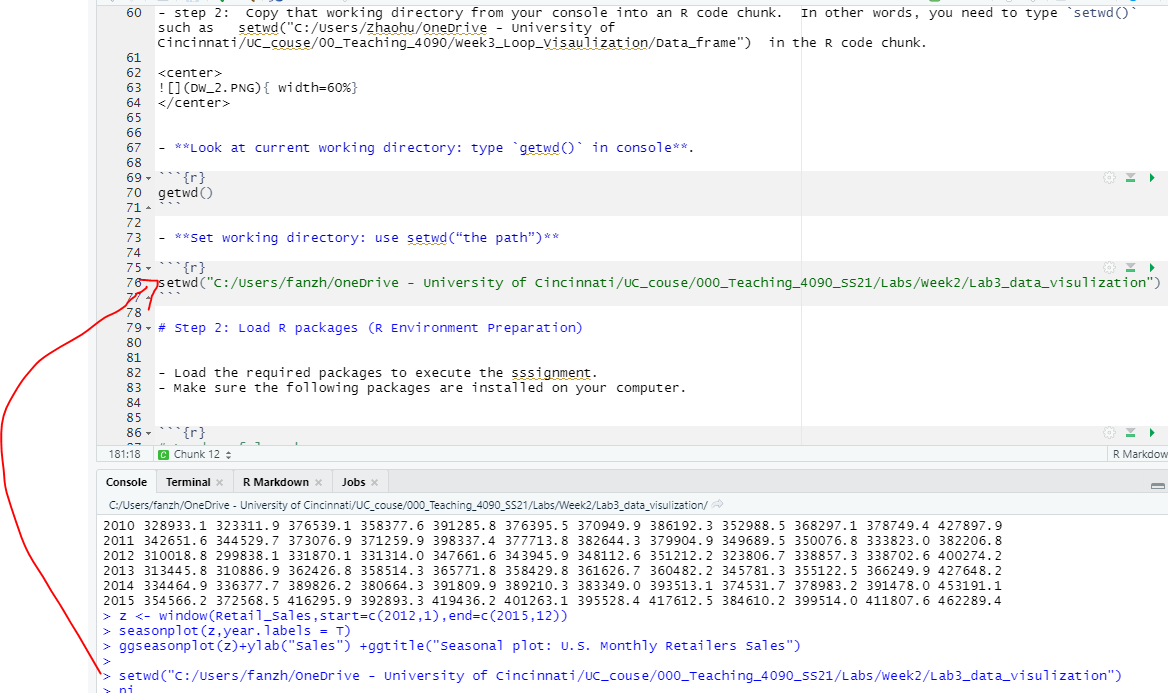 60 - step 2:  Copy that working directory from your console into an R code chunk.  In other words, you need to type `setwd()`
such as   setwd("C:/Users/Zhaohu/OneDrive - University of
Cincinnati/UC_couse/00_Teaching_4090/Week3_Loop_Visaulization/Data_frame")  in the R code chunk.
61
62 <center>
63 ![](DW_2.PNG){ width=60%}
64 </center>
65
66
67 - **Look at current working directory: type `getwd()` in console**.
68
69 ```{r}
70 getwd()
71 ```
72
73 - **Set working directory: use setwd(“the path”)**
74
75 ```{r}
76 setwd("C:/Users/fanzh/OneDrive - University of Cincinnati/UC_couse/000_Teaching_4090_SS21/Labs/Week2/Lab3_data_visulization")
77 ```
78
79 # Step 2: Load R packages (R Environment Preparation)
80
81
82 - Load the required packages to execute the sssignment.
83 - Make sure the following packages are installed on your computer.
84
85
86 ```{r}
181:18 C Chunk 12 R Markdow
Console Terminal R Markdown Jobs
C:/Users/fanzh/OneDrive - University of Cincinnati/UC_couse/000_Teaching_4090_SS21/Labs/Week2/Lab3_data_visulization/
2010 328933.1 323311.9 376539.1 358377.6 391285.8 376395.5 370949.9 386192.3 352988.5 368297.1 378749.4 427897.9
2011 342651.6 344529.7 373076.9 371259.9 398337.4 377713.8 382644.3 379904.9 349689.5 350076.8 333823.0 382206.8
2012 310018.8 299838.1 331870.1 331314.0 347661.6 343945.9 348112.6 351212.2 323806.7 338857.3 338702.6 400274.2
2013 313445.8 310886.9 362426.8 358514.3 365771.8 358429.8 361626.7 360482.2 345781.3 355122.5 366249.9 427648.2
2014 334464.9 336377.7 389826.2 380664.3 391809.9 389210.3 383349.0 393513.1 374531.7 378983.2 391478.0 453191.1
2015 354566.2 372568.5 416295.9 392893.3 419436.2 401263.1 395528.4 417612.5 384610.2 399514.0 411807.6 462289.4
> z <- window(Retail_Sales,start=c(2012,1),end=c(2015,12))
> seasonplot(z,year.labels = T)
> ggseasonplot(z)+ylab("Sales") +ggtitle("Seasonal plot: U.S. Monthly Retailers Sales")
>
> setwd("C:/Users/fanzh/OneDrive - University of Cincinnati/UC_couse/000_Teaching_4090_SS21/Labs/Week2/Lab3_data_visulization")
> pi